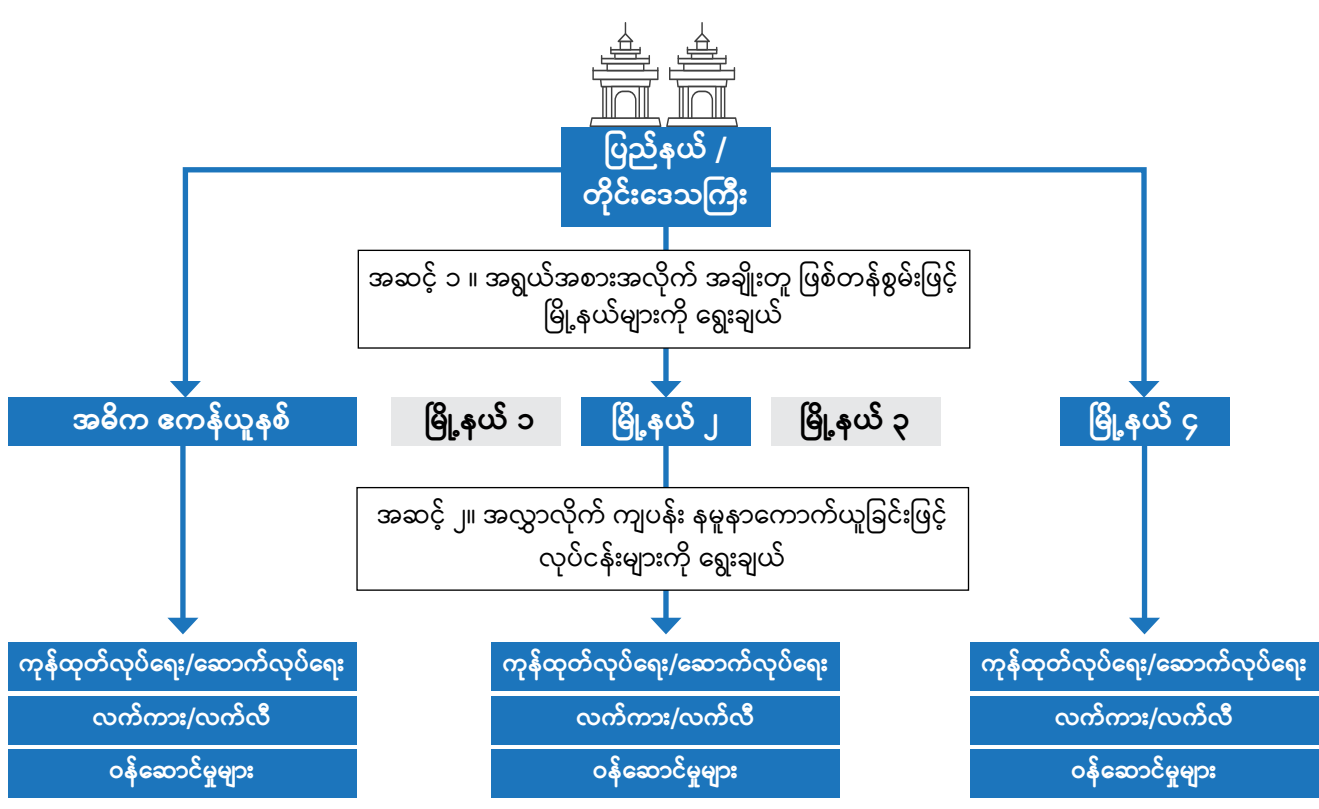 ပြည်နယ် /
တိုင်းဒေသကြီး
အဆင့် ၁ ။ အရွယ်အစားအလိုက် အချိုးတူ ဖြစ်တန်စွမ်းဖြင့်
မြို့နယ်များကို ရွေးချယ်
အဓိက ဧကန်ယူနစ်
မြို့နယ် ၁
မြို့နယ် ၂
မြို့နယ် ၃
မြို့နယ် ၄
အဆင့် ၂။ အလွှာလိုက် ကျပန်း နမူနာကောက်ယူခြင်းဖြင့်
လုပ်ငန်းများကို ရွေးချယ်
ကုန်ထုတ်လုပ်ရေး/ဆောက်လုပ်ရေး
ကုန်ထုတ်လုပ်ရေး/ဆောက်လုပ်ရေး
ကုန်ထုတ်လုပ်ရေး/ဆောက်လုပ်ရေး
လက်ကား/လက်လီ
လက်ကား/လက်လီ
လက်ကား/လက်လီ
ဝန်ဆောင်မှုများ
ဝန်ဆောင်မှုများ
ဝန်ဆောင်မှုများ